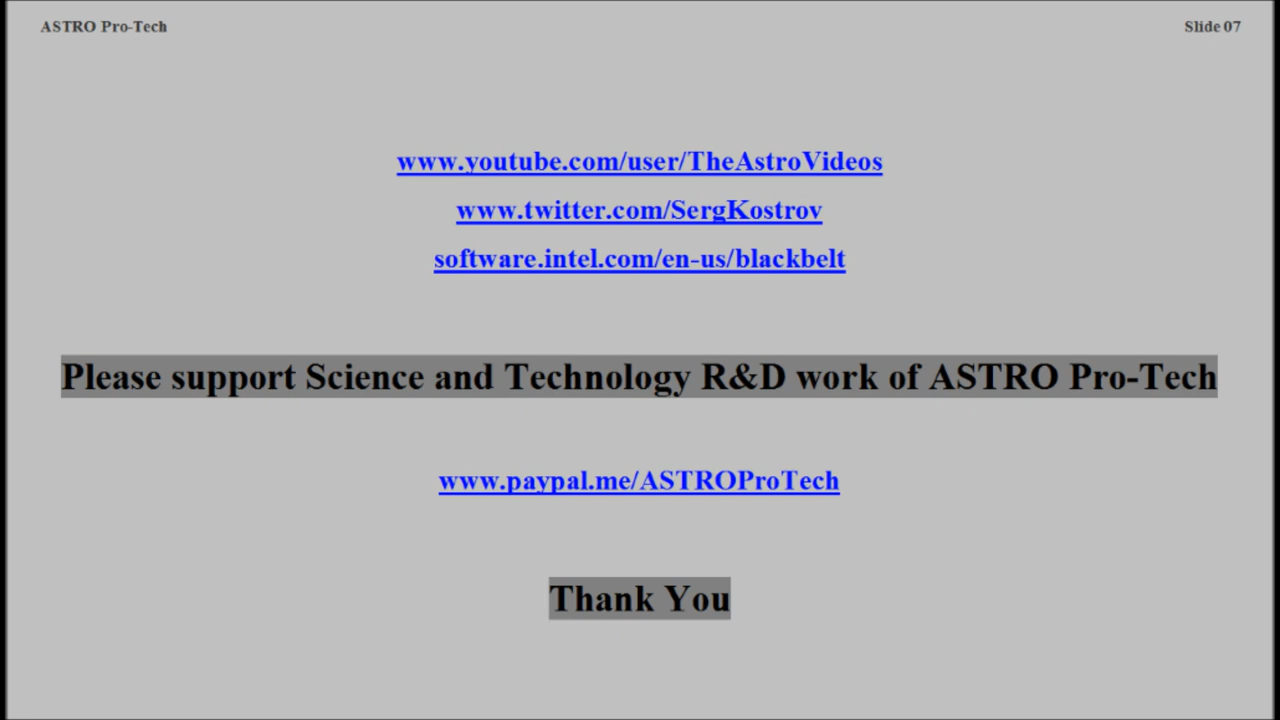 ASTRO Pro-Tech
Slide 07
www.youtube.com/user/TheAstroVideos
www.twitter.com/SergKostrov
software.intel.com/en-us/blackbelt
Please support Science and Technology R&D work of ASTRO Pro-Tech
www.paypal.me/ASTROProTech
Thank You